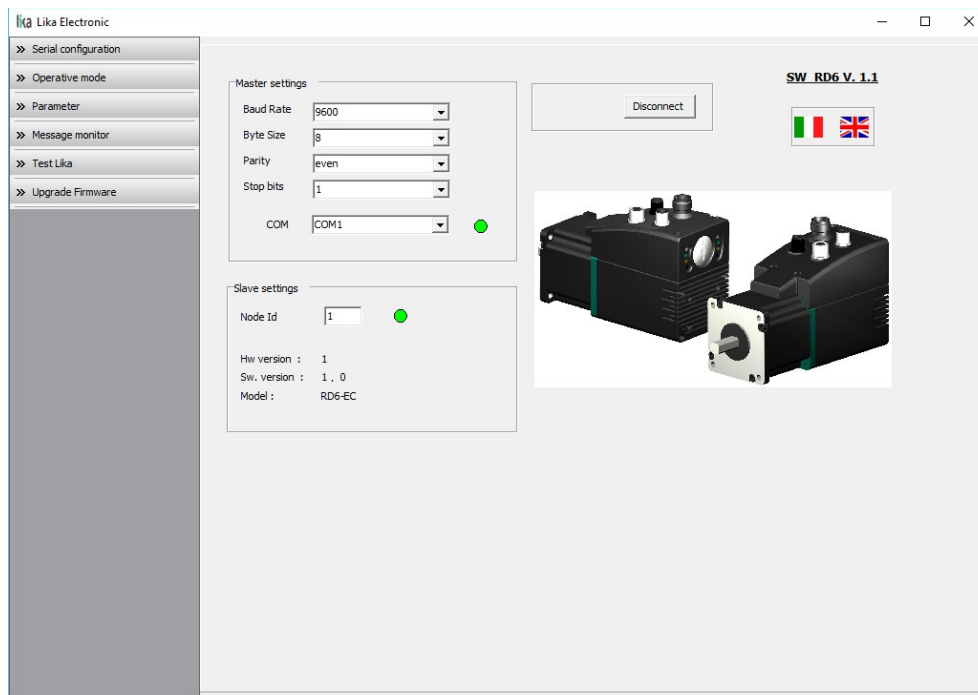 lika Lika Electronic
» Serial configuration
» Operative mode
» Parameter
» Message monitor
» Test Lika
» Upgrade Firmware
Master settings
Baud Rate 9600
Byte Size 8
Parity even
Stop bits 1
COM COM1
Disconnect
SW RD6 V. 1.1
Slave settings
Node Id 1
Hw version : 1
Sw. version : 1 , 0
Model : RD6-EC